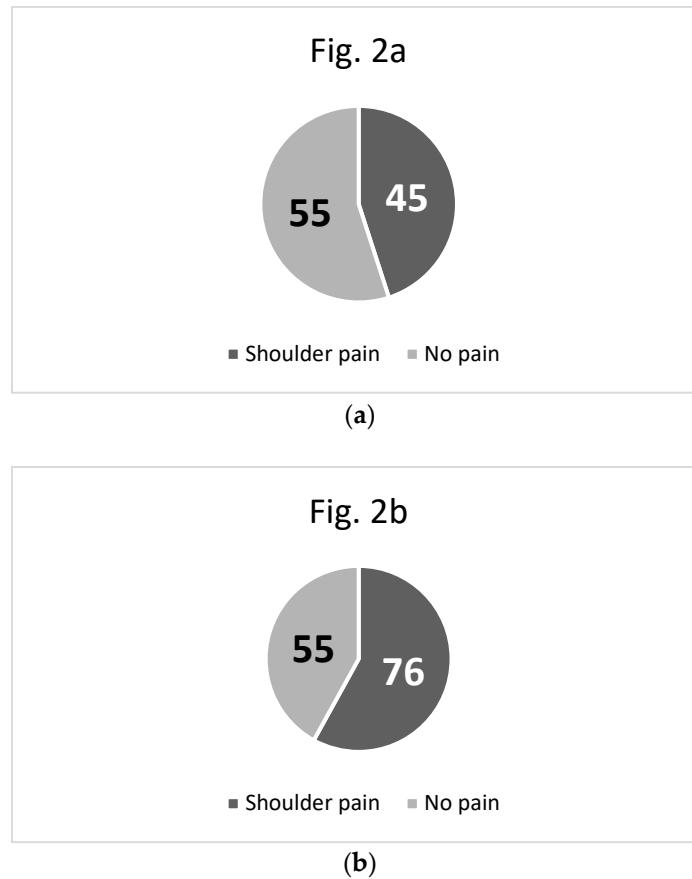 Fig. 2a
55
45
Shoulder pain No pain
(a)
Fig. 2b
55
76
Shoulder pain No pain
(b)